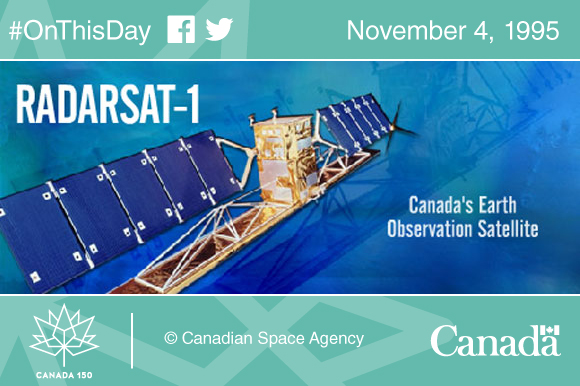 #OnThisDay
November 4, 1995
RADARSAT-1
Canada's Earth
Observation Satellite
CANADA 150
© Canadian Space Agency
Canada